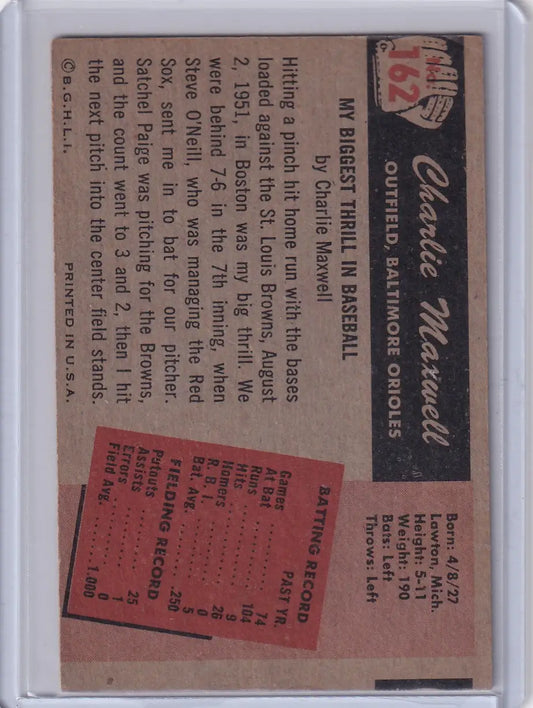 No. 162
Charlie Maxwell
OUTFIELD, BALTIMORE ORIOLES
Born: 4/8/27
Lawton, Mich.
Height: 5-11
Weight: 190
Bats: Left
Throws: Left
MY BIGGEST THRILL IN BASEBALL
by Charlie Maxwell
Hitting a pinch hit home run with the bases
loaded against the St. Louis Browns, August
2, 1951, in Boston was my big thrill. We
were behind 7-6 in the 7th inning, when
Steve O'Neill, who was managing the Red
Sox, sent me in to bat for our pitcher.
Satchel Paige was pitching for the Browns,
and the count went to 3 and 2, then I hit
the next pitch into the center field stands.
© B.G.H.L.I. PRINTED IN U.S.A.
BATTING RECORD
PAST YR.
Games ..... 74
At Bat ..... 104
Runs ..... 9
Hits ..... 26
Homers ..... 0
R. B. I. ..... 5
Bat. Avg. ..... .250
FIELDING RECORD
Putouts ..... 25
Assists ..... 1
Errors ..... 0
Field Avg. ..... 1.000